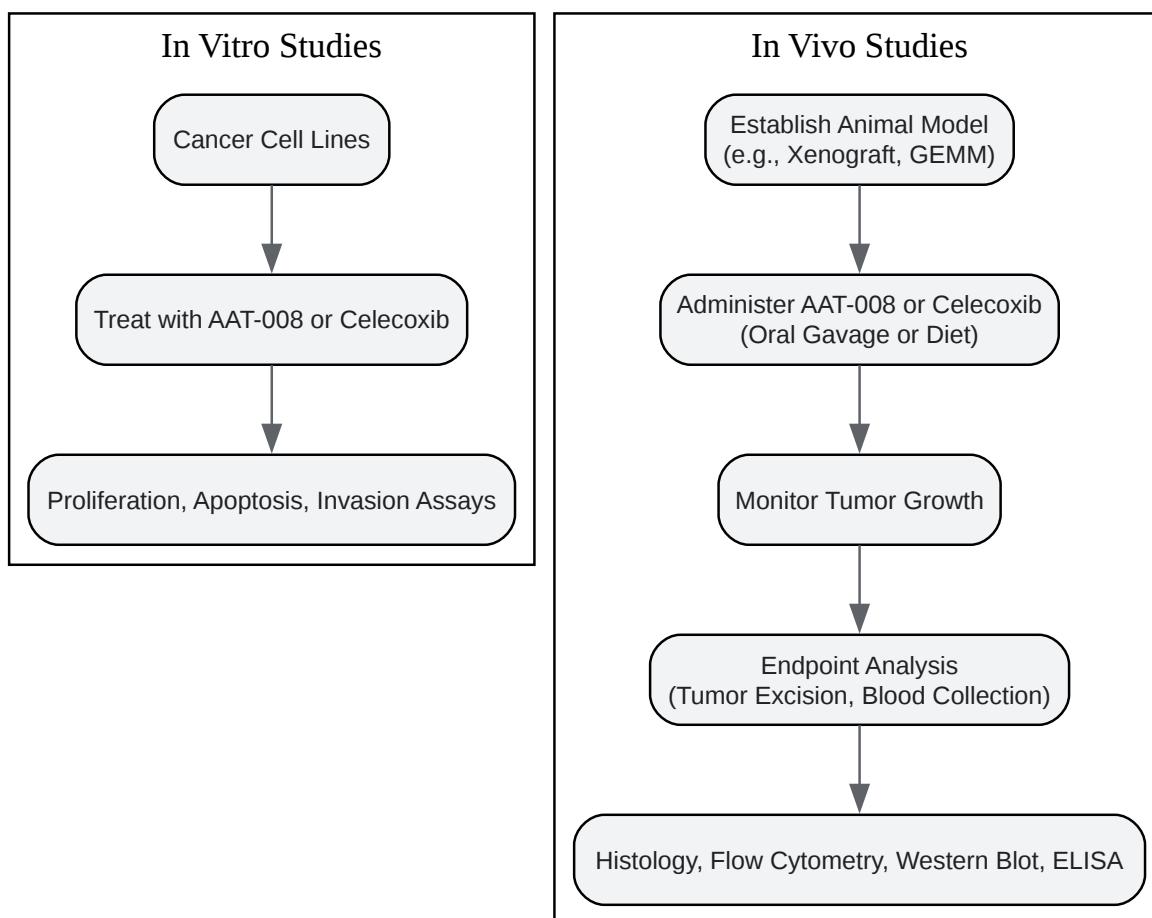 In Vitro Studies
Cancer Cell Lines
Treat with AAT-008 or Celecoxib
Proliferation, Apoptosis, Invasion Assays
In Vivo Studies
Establish Animal Model
(e.g., Xenograft, GEMM)
Administer AAT-008 or Celecoxib
(Oral Gavage or Diet)
Monitor Tumor Growth
Endpoint Analysis
(Tumor Excision, Blood Collection)
Histology, Flow Cytometry, Western Blot, ELISA